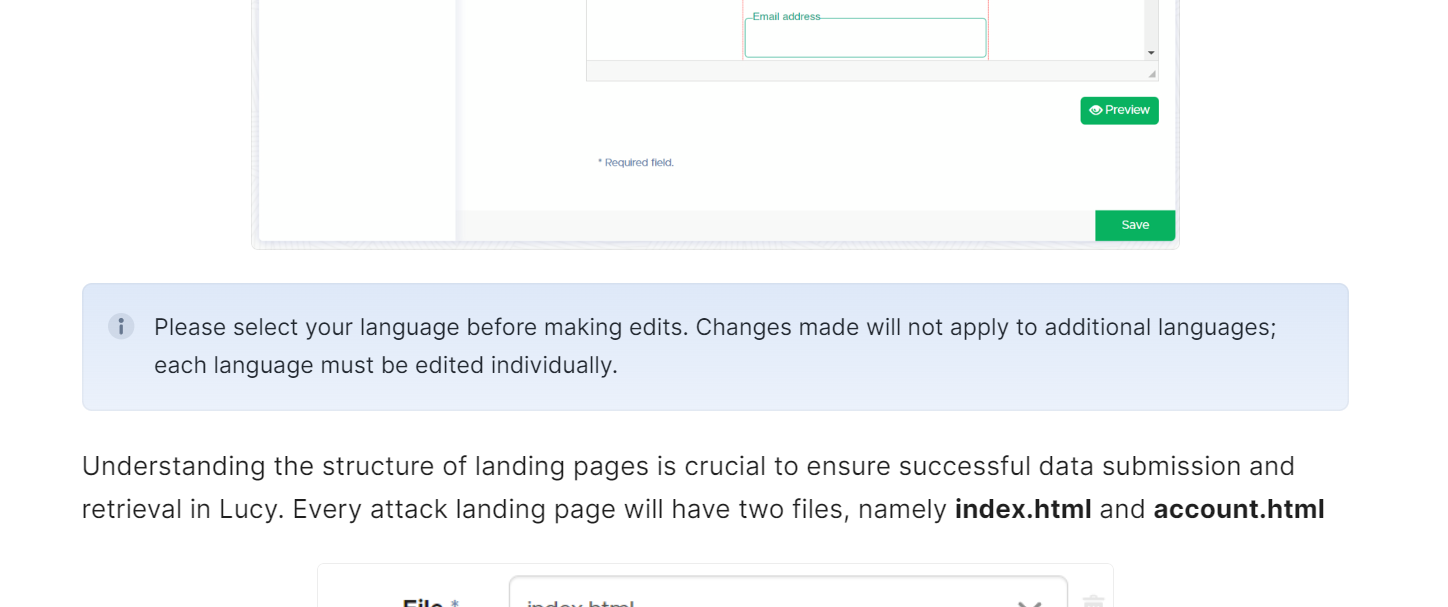 Email address
Preview
* Required field.
Save
Please select your language before making edits. Changes made will not apply to additional languages;
each language must be edited individually.
Understanding the structure of landing pages is crucial to ensure successful data submission and
retrieval in Lucy. Every attack landing page will have two files, namely index.html and account.html
File * index.html